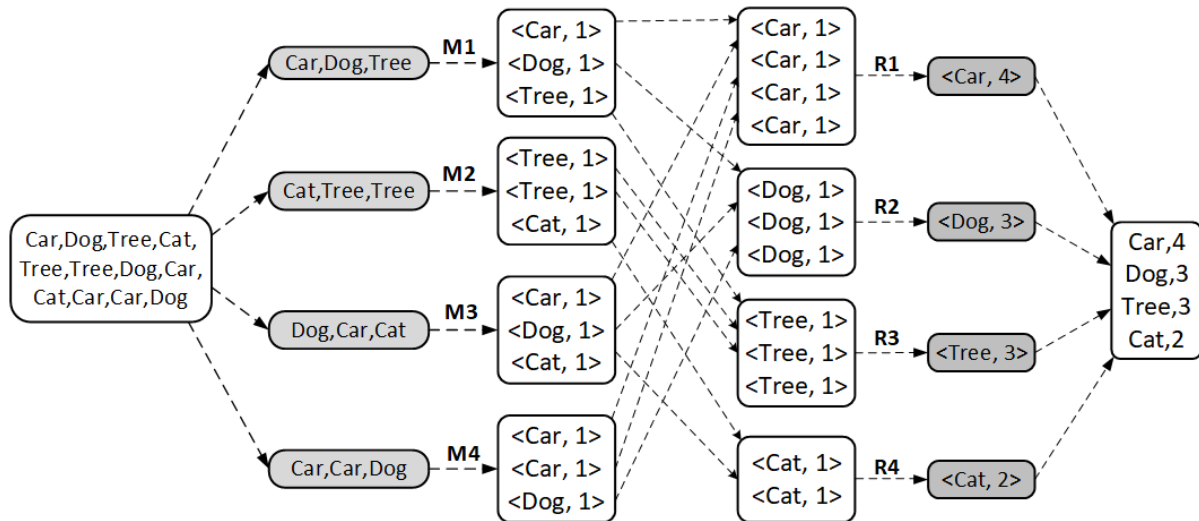 Car,Dog,Tree,Cat,
Tree,Tree,Dog,Car,
Cat,Car,Car,Dog
Car,Dog,Tree
Cat,Tree,Tree
Dog,Car,Cat
Car,Car,Dog
M1
M2
M3
M4
<Car, 1>
<Dog, 1>
<Tree, 1>
<Tree, 1>
<Tree, 1>
<Cat, 1>
<Car, 1>
<Dog, 1>
<Cat, 1>
<Car, 1>
<Car, 1>
<Dog, 1>
<Car, 1>
<Car, 1>
<Car, 1>
<Car, 1>
<Dog, 1>
<Dog, 1>
<Dog, 1>
<Tree, 1>
<Tree, 1>
<Tree, 1>
<Cat, 1>
<Cat, 1>
R1
R2
R3
R4
<Car, 4>
<Dog, 3>
<Tree, 3>
<Cat, 2>
Car,4
Dog,3
Tree,3
Cat,2